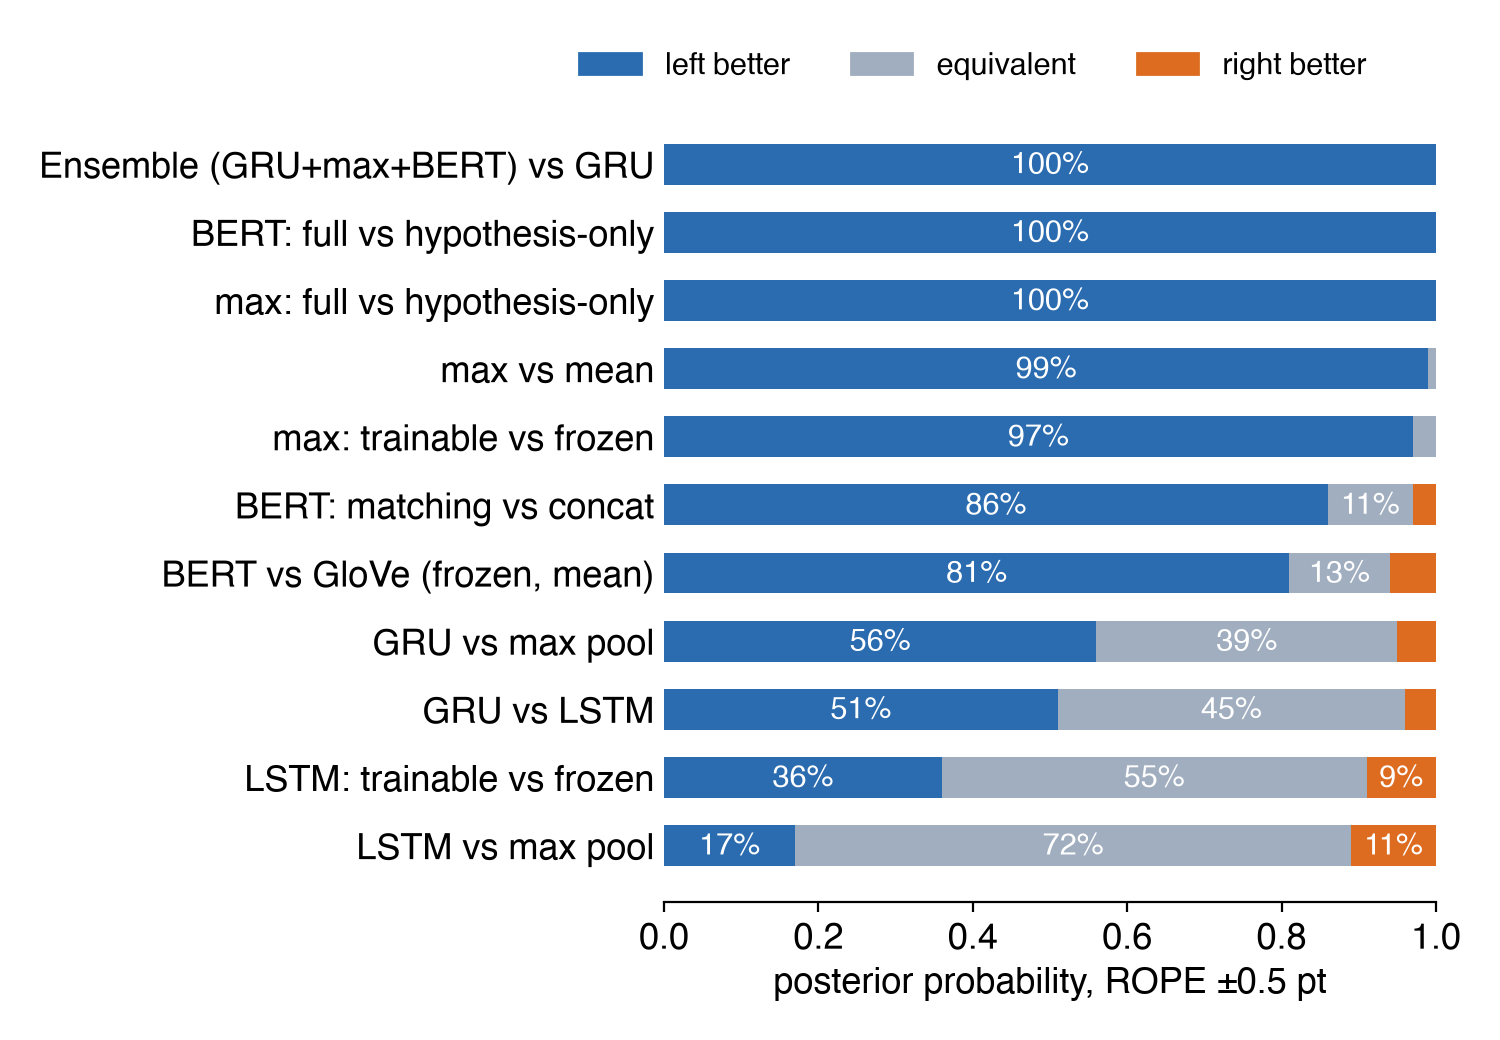 left better equivalent right better
Ensemble (GRU+max+BERT) vs GRU 100%
BERT: full vs hypothesis-only 100%
max: full vs hypothesis-only 100%
max vs mean 99%
max: trainable vs frozen 97%
BERT: matching vs concat 86% 11%
BERT vs GloVe (frozen, mean) 81% 13%
GRU vs max pool 56% 39%
GRU vs LSTM 51% 45%
LSTM: trainable vs frozen 36% 55% 9%
LSTM vs max pool 17% 72% 11%
0.0 0.2 0.4 0.6 0.8 1.0
posterior probability, ROPE ±0.5 pt